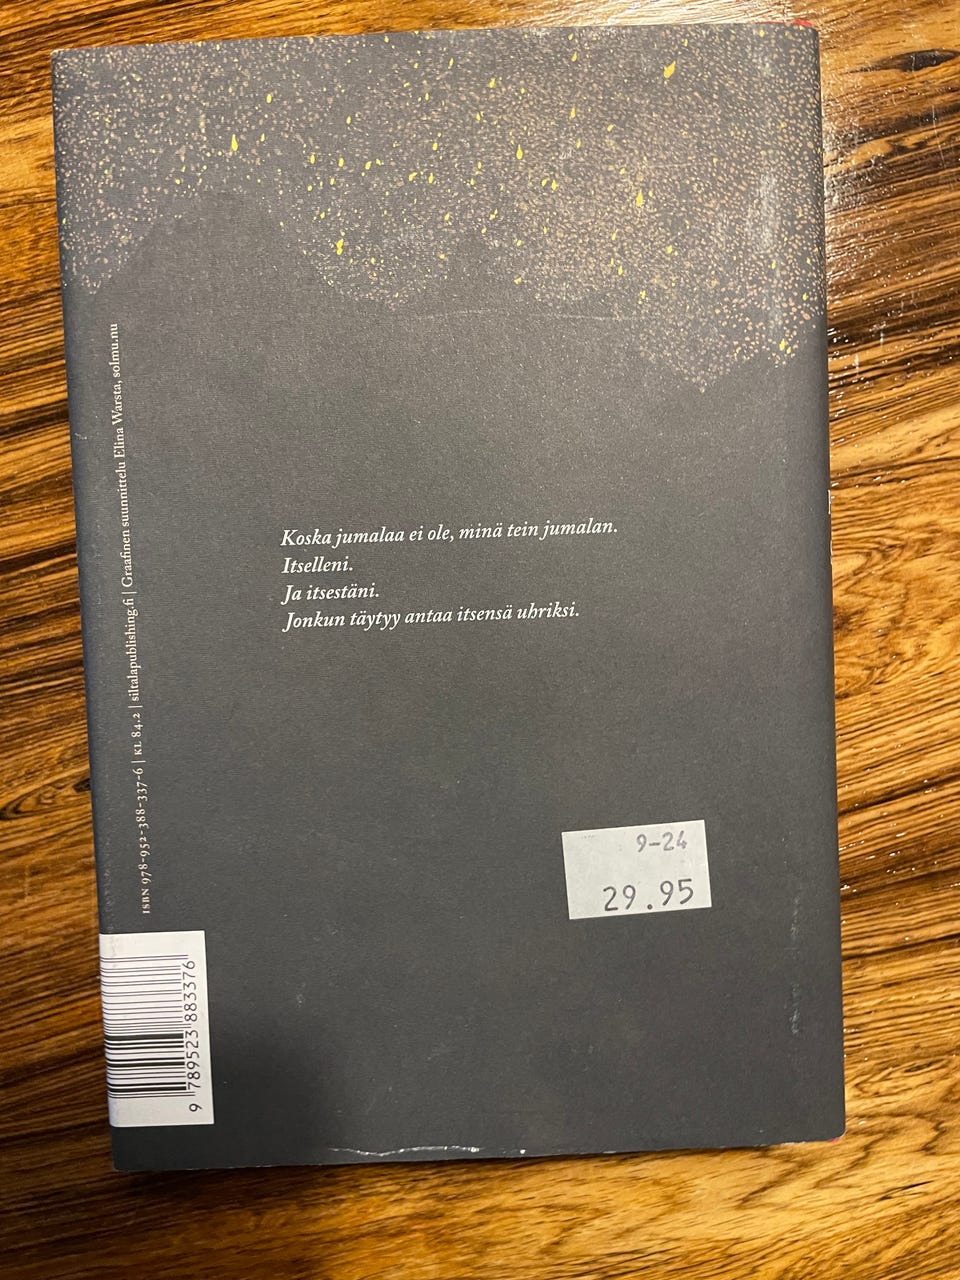 Koska jumalaa ei ole, minä tein jumalan.
Itselleni.
Ja itsestäni.
Jonkun täytyy antaa itsensä uhriksi.
9-24
29.95
ISBN 978-952-388-337-6 | KL 84.2 | siltalapublishing.fi | Graafinen suunnittelu Elina Warsta, solmu.nu
9 789523 883376